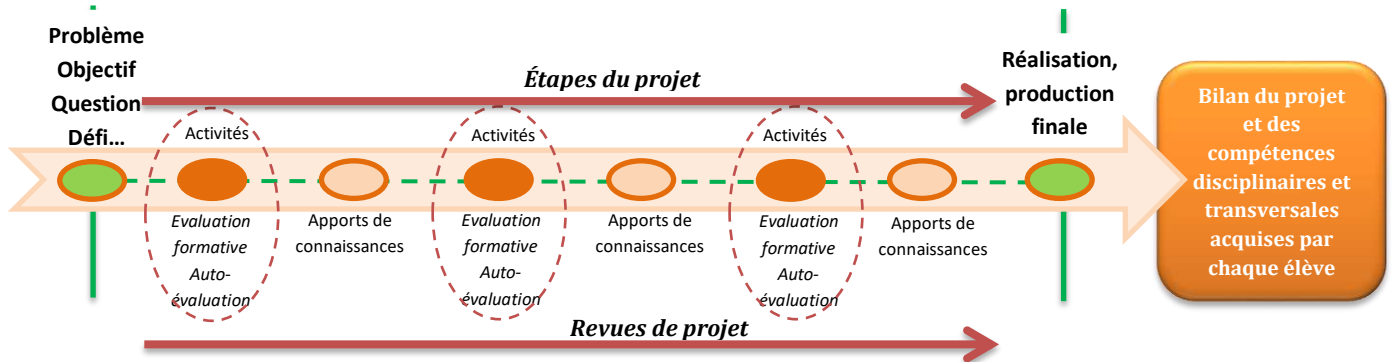 Problème
Objectif
Question
Défi…
Étapes du projet
Réalisation,
production
finale
Activités
Activités
Activités
Evaluation
formative
Auto-
évaluation
Apports de
connaissances
Evaluation
formative
Auto-
évaluation
Apports de
connaissances
Evaluation
formative
Auto-
évaluation
Apports de
connaissances
Revues de projet
Bilan du projet
et des
compétences
disciplinaires et
transversales
acquises par
chaque élève